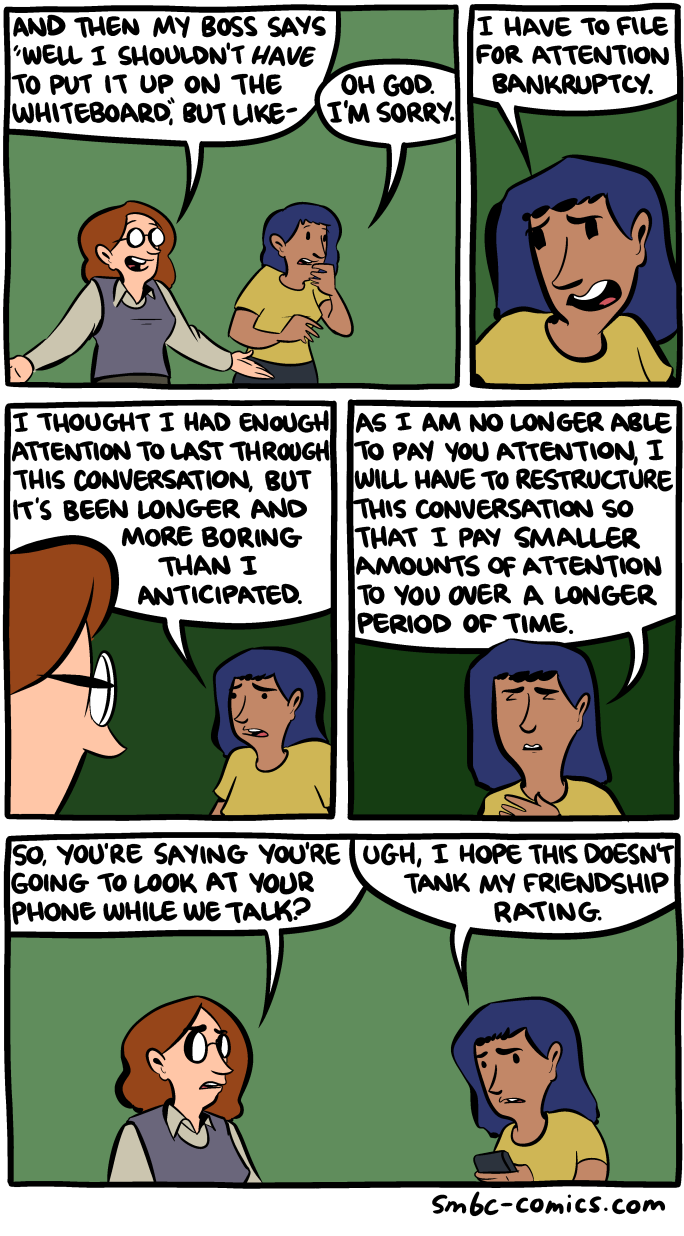 AND THEN MY BOSS SAYS
"WELL I SHOULDN'T HAVE
TO PUT IT UP ON THE
WHITEBOARD," BUT LIKE-
OH GOD.
I'M SORRY.
I HAVE TO FILE
FOR ATTENTION
BANKRUPTCY.
I THOUGHT I HAD ENOUGH
ATTENTION TO LAST THROUGH
THIS CONVERSATION, BUT
IT'S BEEN LONGER AND
MORE BORING
THAN I
ANTICIPATED.
AS I AM NO LONGER ABLE
TO PAY YOU ATTENTION, I
WILL HAVE TO RESTRUCTURE
THIS CONVERSATION SO
THAT I PAY SMALLER
AMOUNTS OF ATTENTION
TO YOU OVER A LONGER
PERIOD OF TIME.
SO, YOU'RE SAYING YOU'RE
GOING TO LOOK AT YOUR
PHONE WHILE WE TALK?
UGH, I HOPE THIS DOESN'T
TANK MY FRIENDSHIP
RATING.
smbc-comics.com